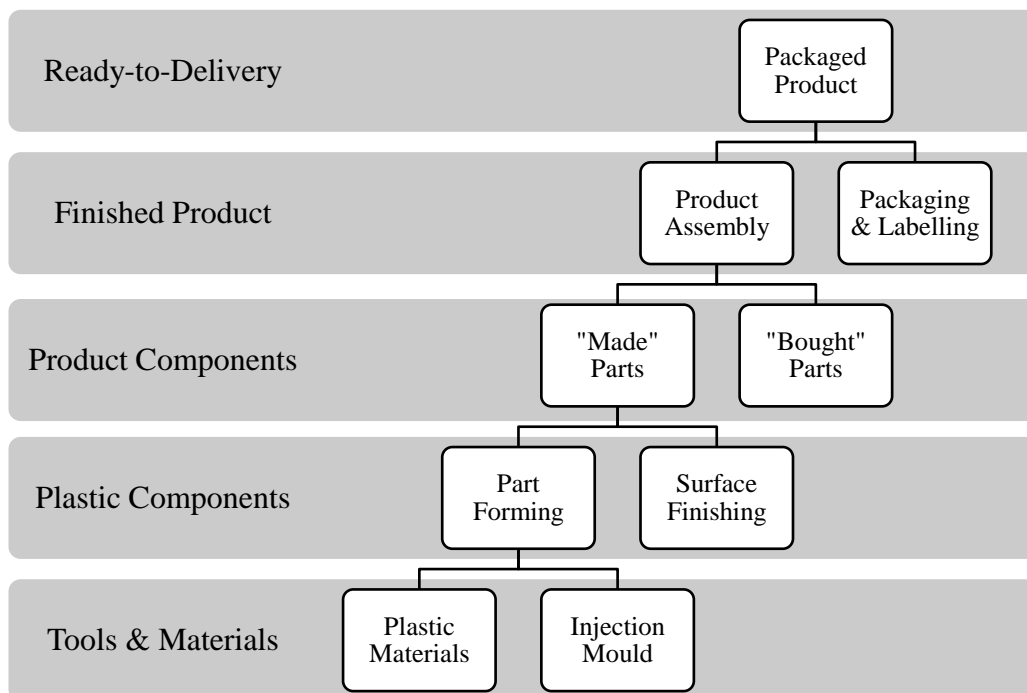 Ready-to-Delivery
Packaged
Product
Finished Product
Product
Assembly
Packaging
& Labelling
Product Components
"Made"
Parts
"Bought"
Parts
Plastic Components
Part
Forming
Surface
Finishing
Tools & Materials
Plastic
Materials
Injection
Mould